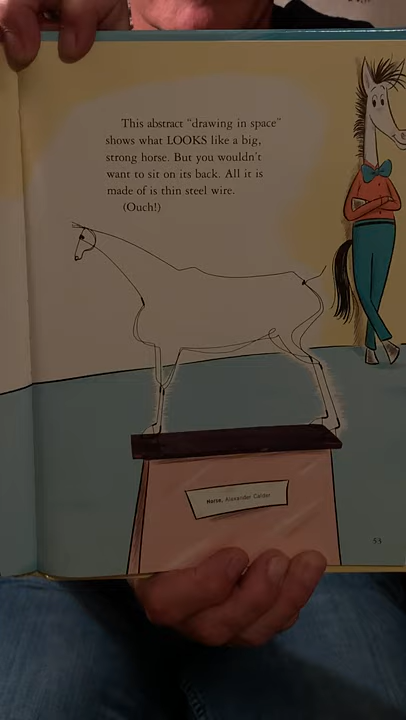 This abstract "drawing in space"
shows what LOOKS like a big,
strong horse. But you wouldn't
want to sit on its back. All it is
made of is thin steel wire.
(Ouch!)
Horse, Alexander Calder
53